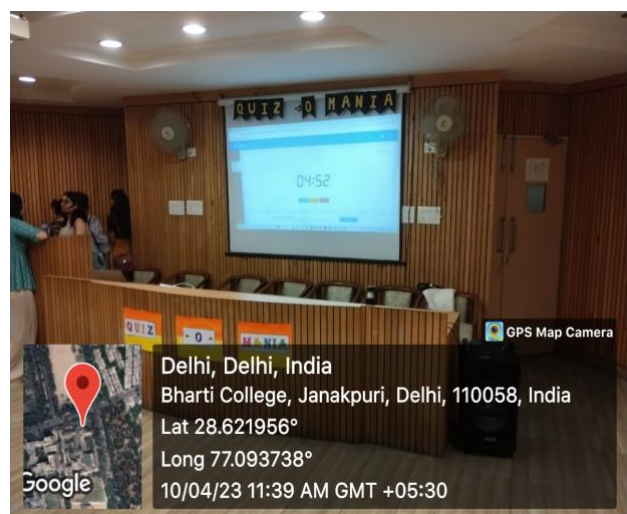 QUIZ -O MANIA
04:52
QUIZ
- O -
MANIA
GPS Map Camera
Delhi, Delhi, India
Bharti College, Janakpuri, Delhi, 110058, India
Lat 28.621956°
Long 77.093738°
10/04/23 11:39 AM GMT +05:30
Google